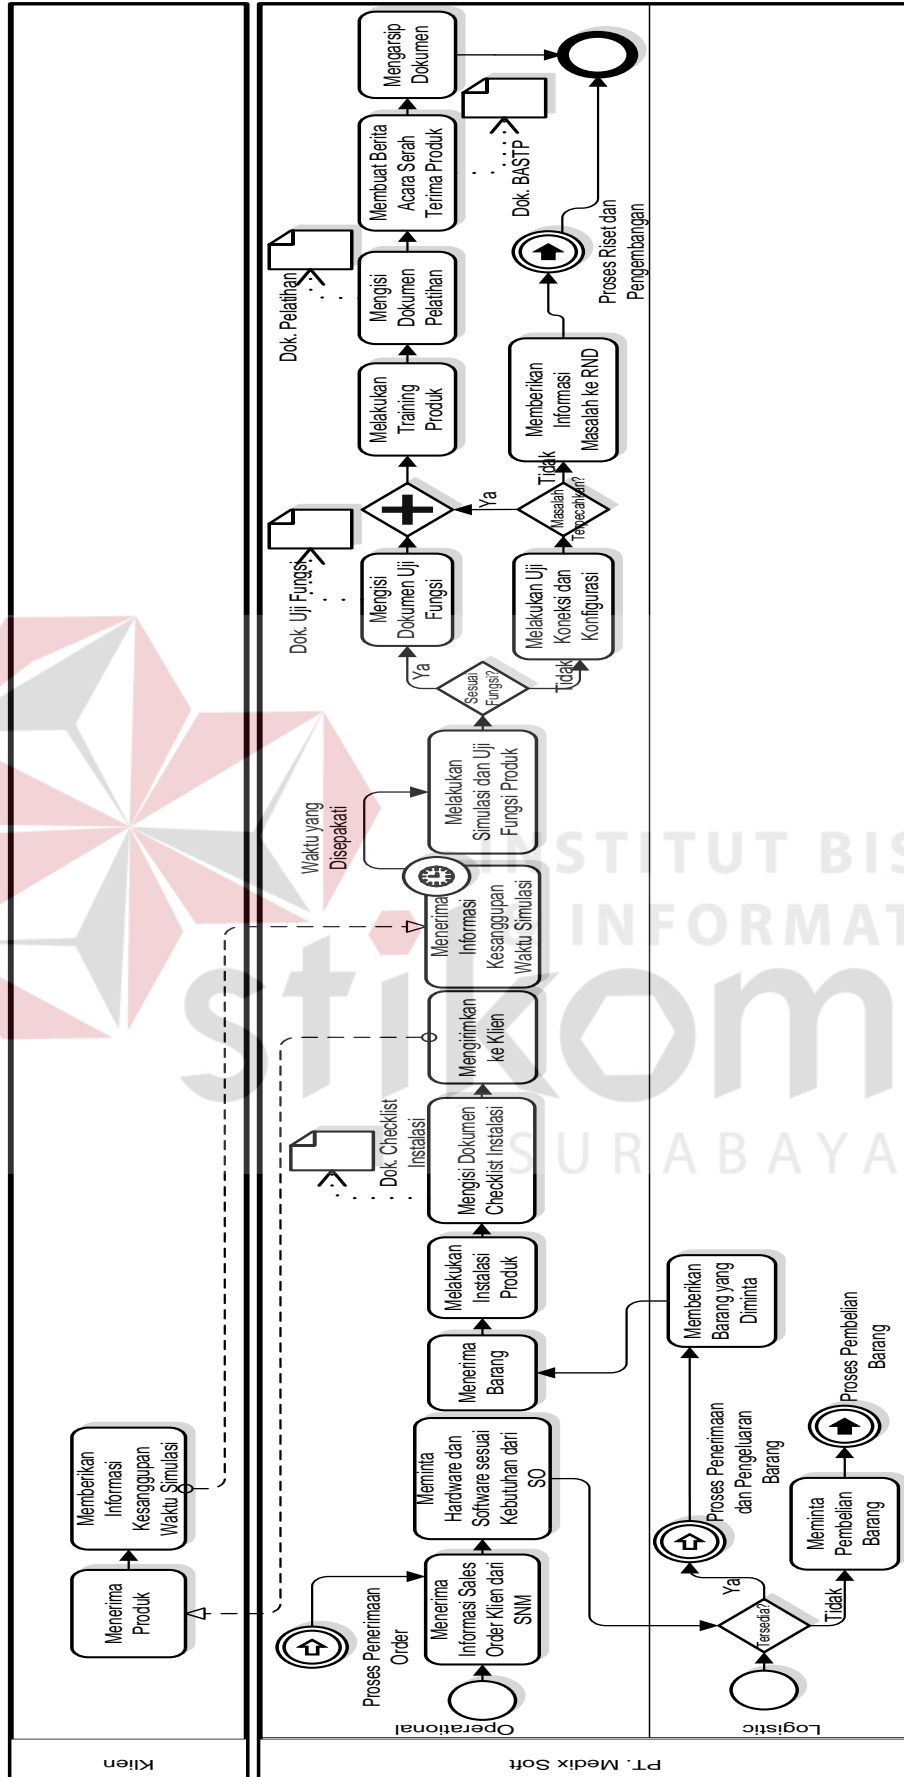 Klien
Menerima
Produk
Memberikan
Informasi
Kesanggupan
Waktu Simulasi
PT. Medix Soft
Operational
Proses Penerimaan
Order
Menerima
Informasi Sales
Order Klien dari
SNM
Meminta
Hardware dan
Software sesuai
Kebutuhan dari
SO
Menerima
Barang
Melakukan
Instalasi
Produk
Mengisi Dokumen
Checklist Instalasi
Dok. Checklist
Instalasi
Mengirimkan
ke Klien
Menerima
Informasi
Kesanggupan
Waktu Simulasi
Waktu yang
Disepakati
Melakukan
Simulasi dan Uji
Fungsi Produk
Sesuai
Fungsi?
Ya
Tidak
Mengisi
Dokumen Uji
Fungsi
Dok. Uji Fungsi
Melakukan Uji
Koneksi dan
Konfigurasi
Masalah
Terpecahkan?
Ya
Tidak
Memberikan
Informasi
Masalah ke RND
Proses Riset dan
Pengembangan
Melakukan
Training
Produk
Mengisi
Dokumen
Pelatihan
Dok. Pelatihan
Membuat Berita
Acara Serah
Terima Produk
Dok. BASTP
Mengarsip
Dokumen
Logistic
Tersedia?
Ya
Tidak
Proses Penerimaan
dan Pengeluaran
Barang
Memberikan
Barang yang
Diminta
Meminta
Pembelian
Barang
Proses Pembelian
Barang
INSTITUT BIS
& INFORMAT
stikom
SURABAYA